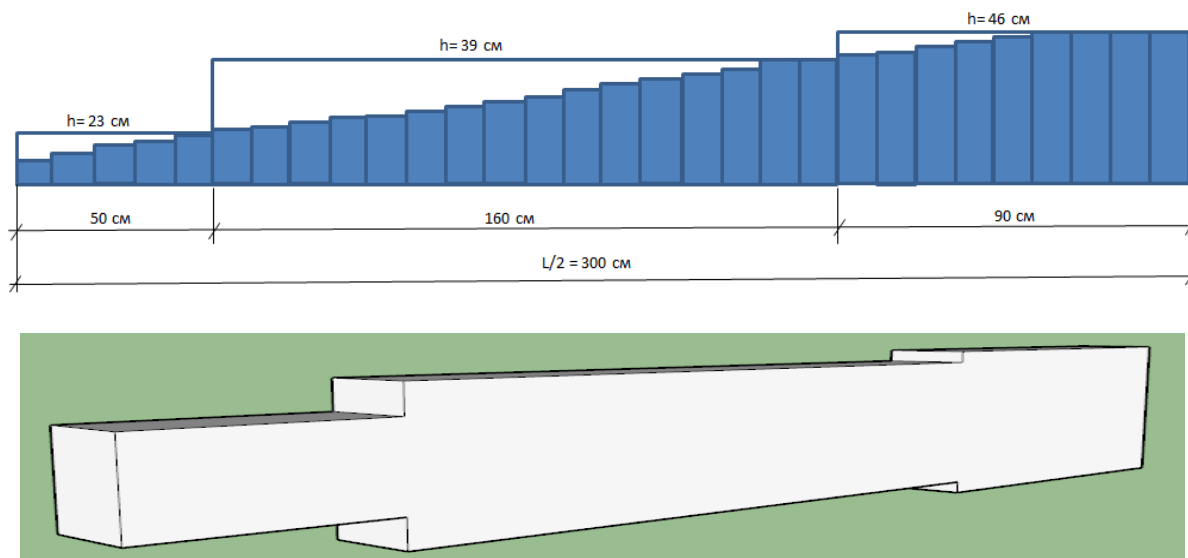 h= 46 см
h= 39 см
h= 23 см
50 см
160 см
90 см
L/2 = 300 см